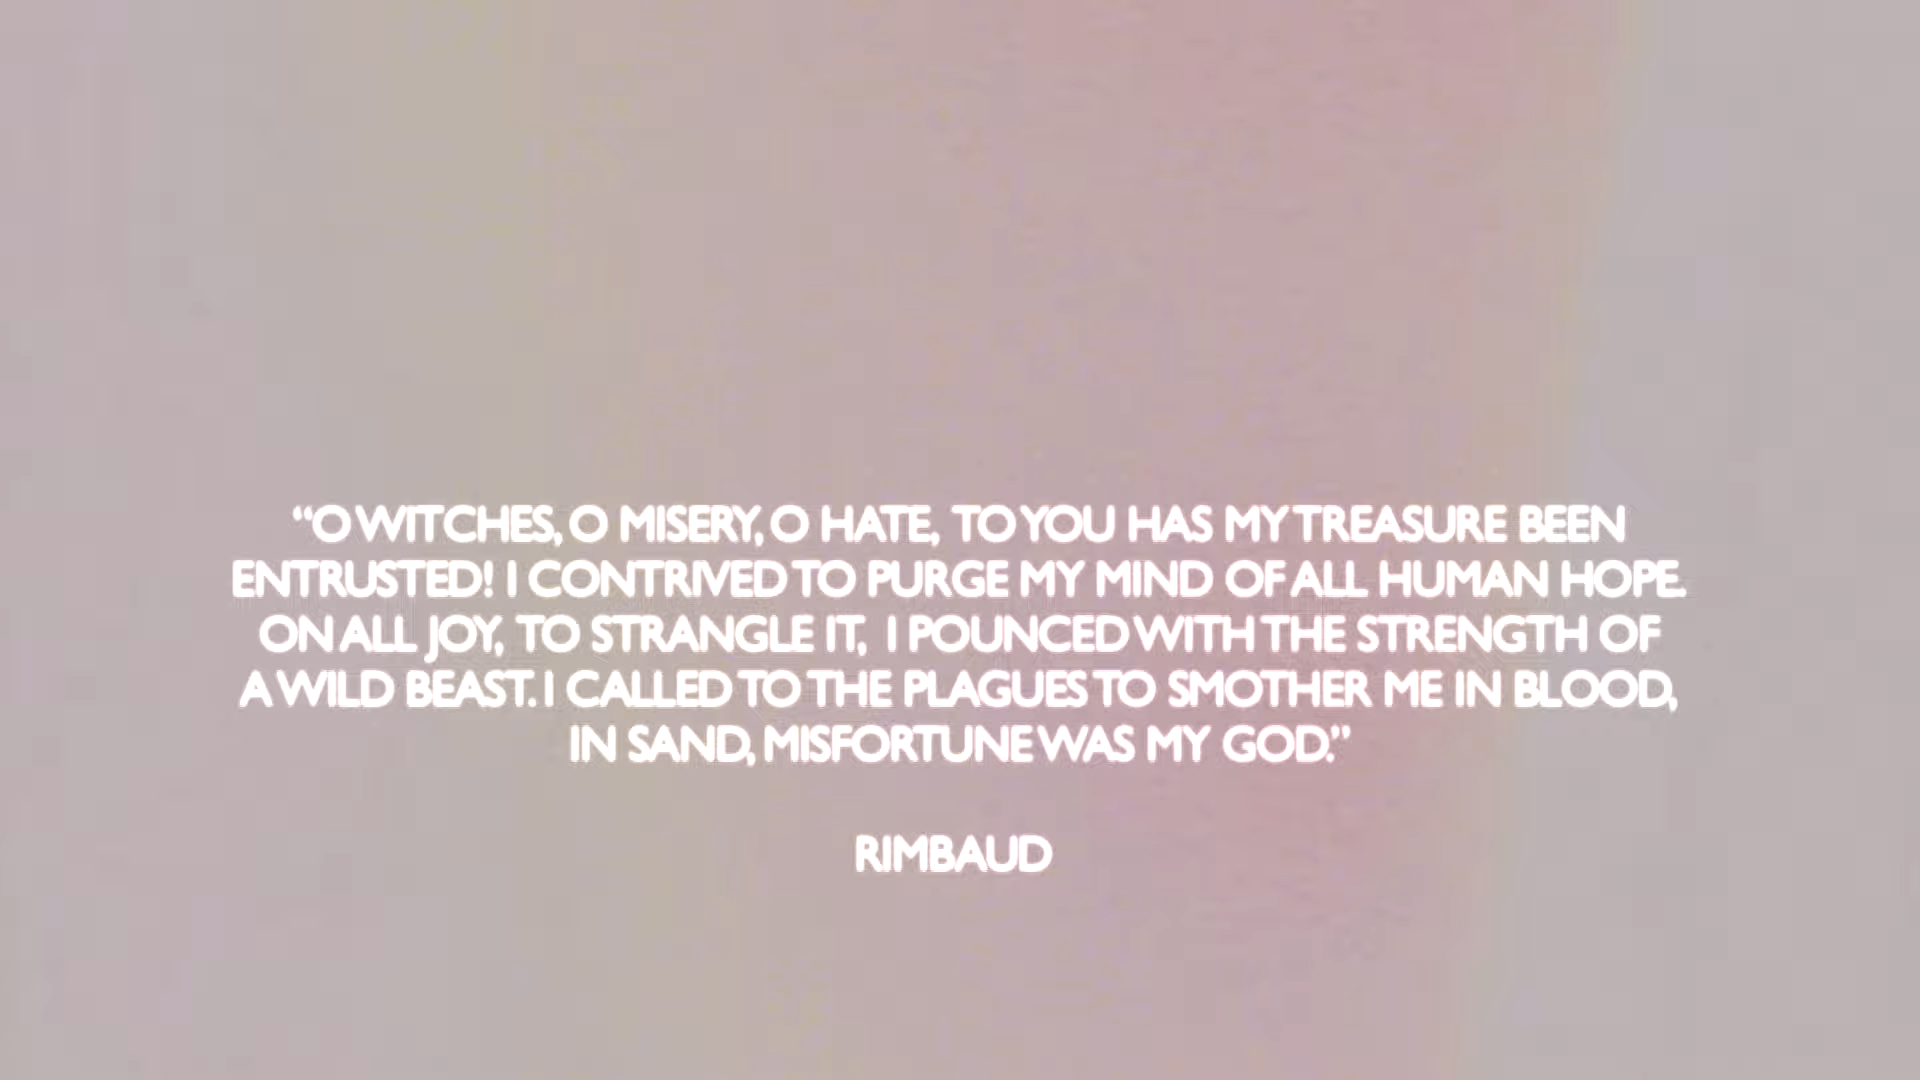 “O WITCHES, O MISERY, O HATE, TO YOU HAS MY TREASURE BEEN
ENTRUSTED! I CONTRIVED TO PURGE MY MIND OF ALL HUMAN HOPE.
ON ALL JOY, TO STRANGLE IT, I POUNCED WITH THE STRENGTH OF
A WILD BEAST. I CALLED TO THE PLAGUES TO SMOTHER ME IN BLOOD,
IN SAND, MISFORTUNE WAS MY GOD.”
RIMBAUD